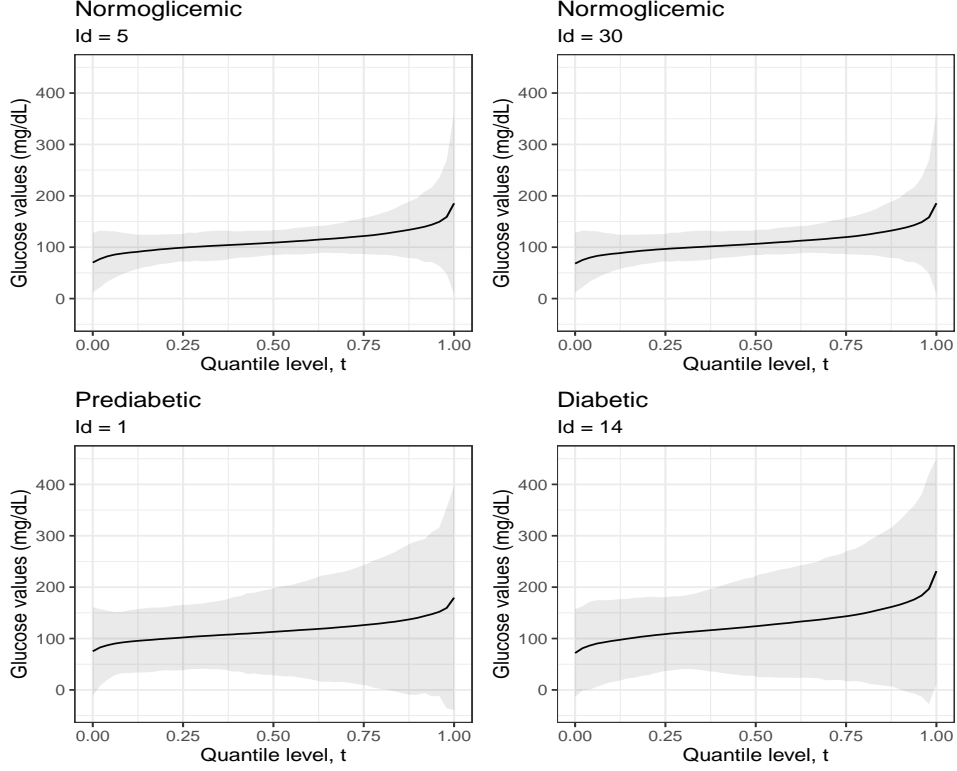 Normoglicemic
Id = 5
Glucose values (mg/dL)
400
300
200
100
0
0.00 0.25 0.50 0.75 1.00
Quantile level, t
Normoglicemic
Id = 30
Glucose values (mg/dL)
400
300
200
100
0
0.00 0.25 0.50 0.75 1.00
Quantile level, t
Prediabetic
Id = 1
Glucose values (mg/dL)
400
300
200
100
0
0.00 0.25 0.50 0.75 1.00
Quantile level, t
Diabetic
Id = 14
Glucose values (mg/dL)
400
300
200
100
0
0.00 0.25 0.50 0.75 1.00
Quantile level, t